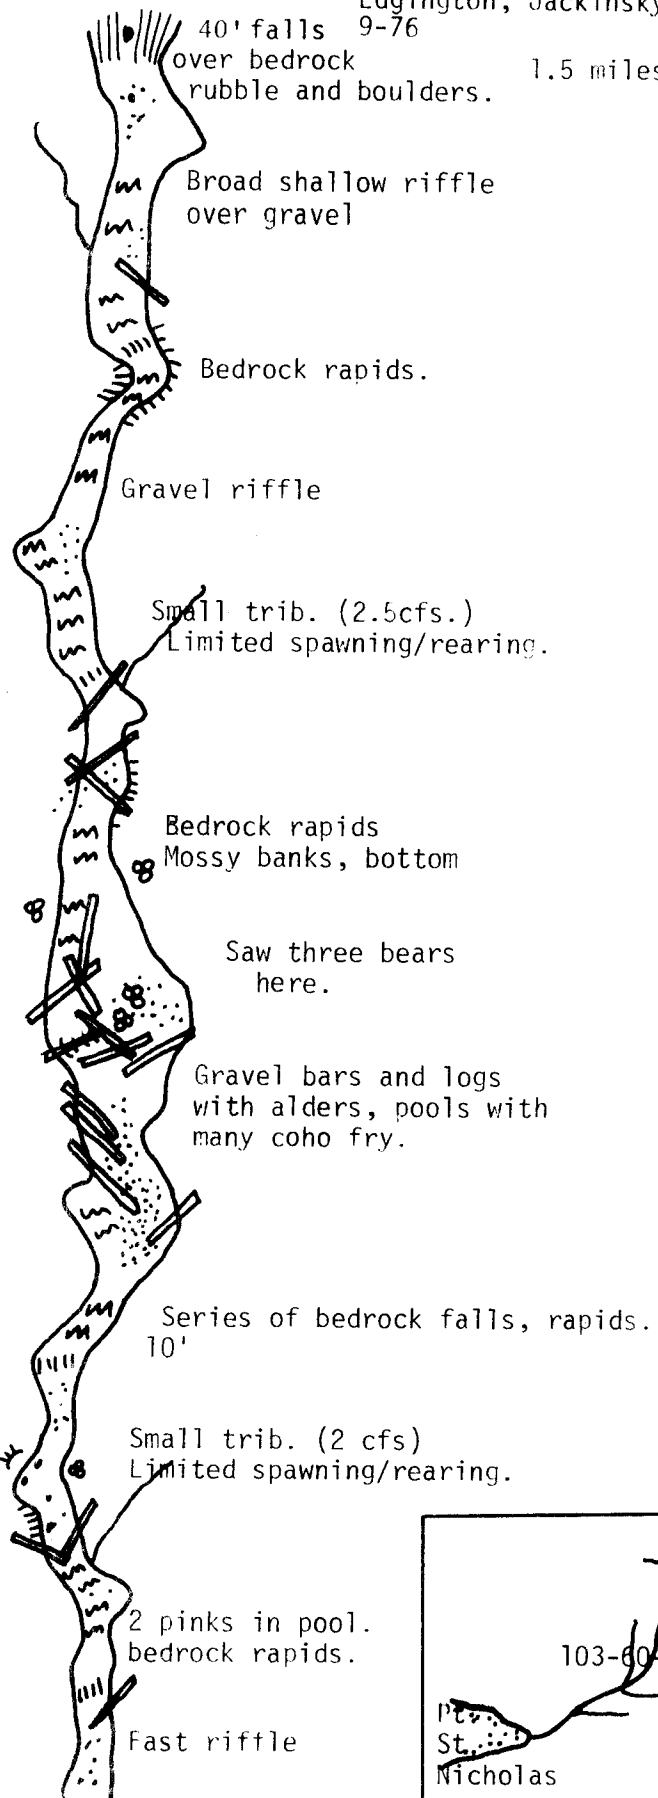 Edgington, Jackinsky
40' falls 9-76
over bedrock
rubble and boulders.
1.5 miles
Broad shallow riffle
over gravel
Bedrock rapids.
Gravel riffle
Small trib. (2.5cfs.)
Limited spawning/rearing.
Bedrock rapids
Mossy banks, bottom
Saw three bears
here.
Gravel bars and logs
with alders, pools with
many coho fry.
Series of bedrock falls, rapids.
10'
Small trib. (2 cfs)
Limited spawning/rearing.
2 pinks in pool.
bedrock rapids.
Fast riffle
103-60-
Pt.
St.
Nicholas